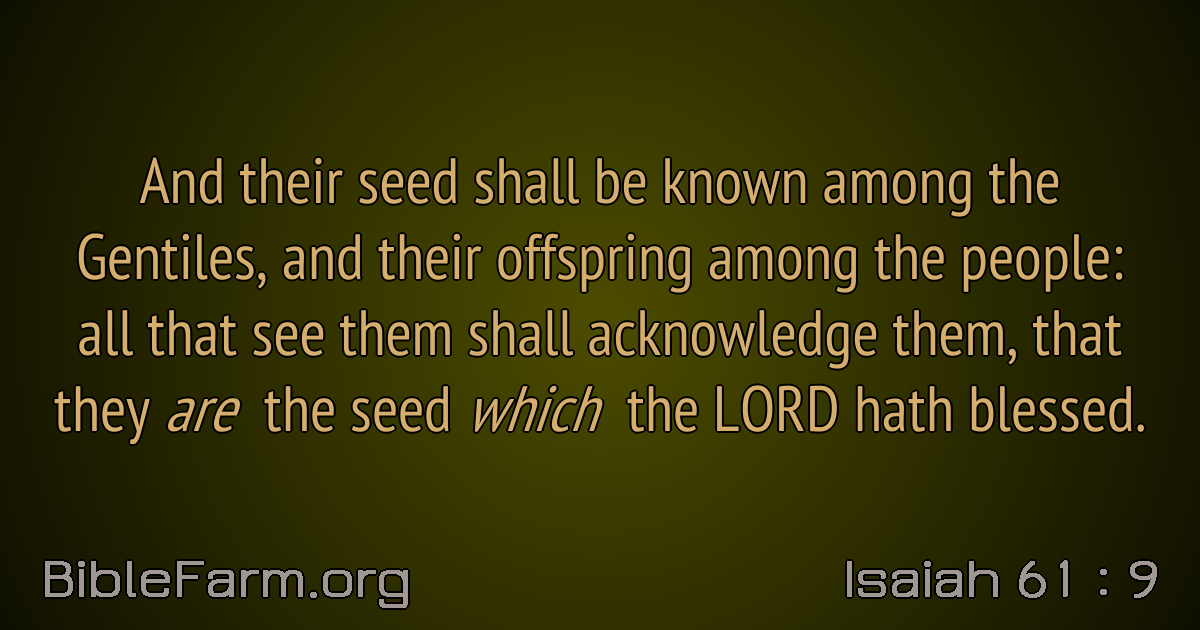 And their seed shall be known among the
Gentiles, and their offspring among the people:
all that see them shall acknowledge them, that
they are the seed which the LORD hath blessed.
BibleFarm.org
Isaiah 61 : 9